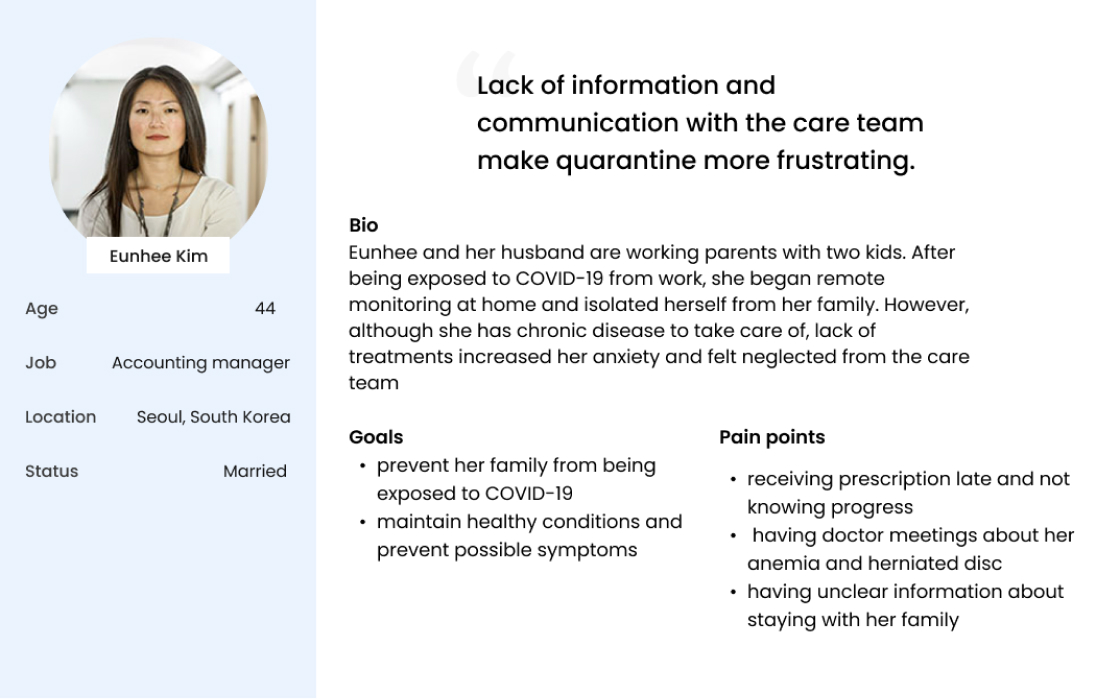 Eunhee Kim
Age 44
Job Accounting manager
Location Seoul, South Korea
Status Married
“
Lack of information and
communication with the care team
make quarantine more frustrating.
Bio
Eunhee and her husband are working parents with two kids. After
being exposed to COVID-19 from work, she began remote
monitoring at home and isolated herself from her family. However,
although she has chronic disease to take care of, lack of
treatments increased her anxiety and felt neglected from the care
team
Goals
• prevent her family from being
exposed to COVID-19
• maintain healthy conditions and
prevent possible symptoms
Pain points
• receiving prescription late and not
knowing progress
• having doctor meetings about her
anemia and herniated disc
• having unclear information about
staying with her family